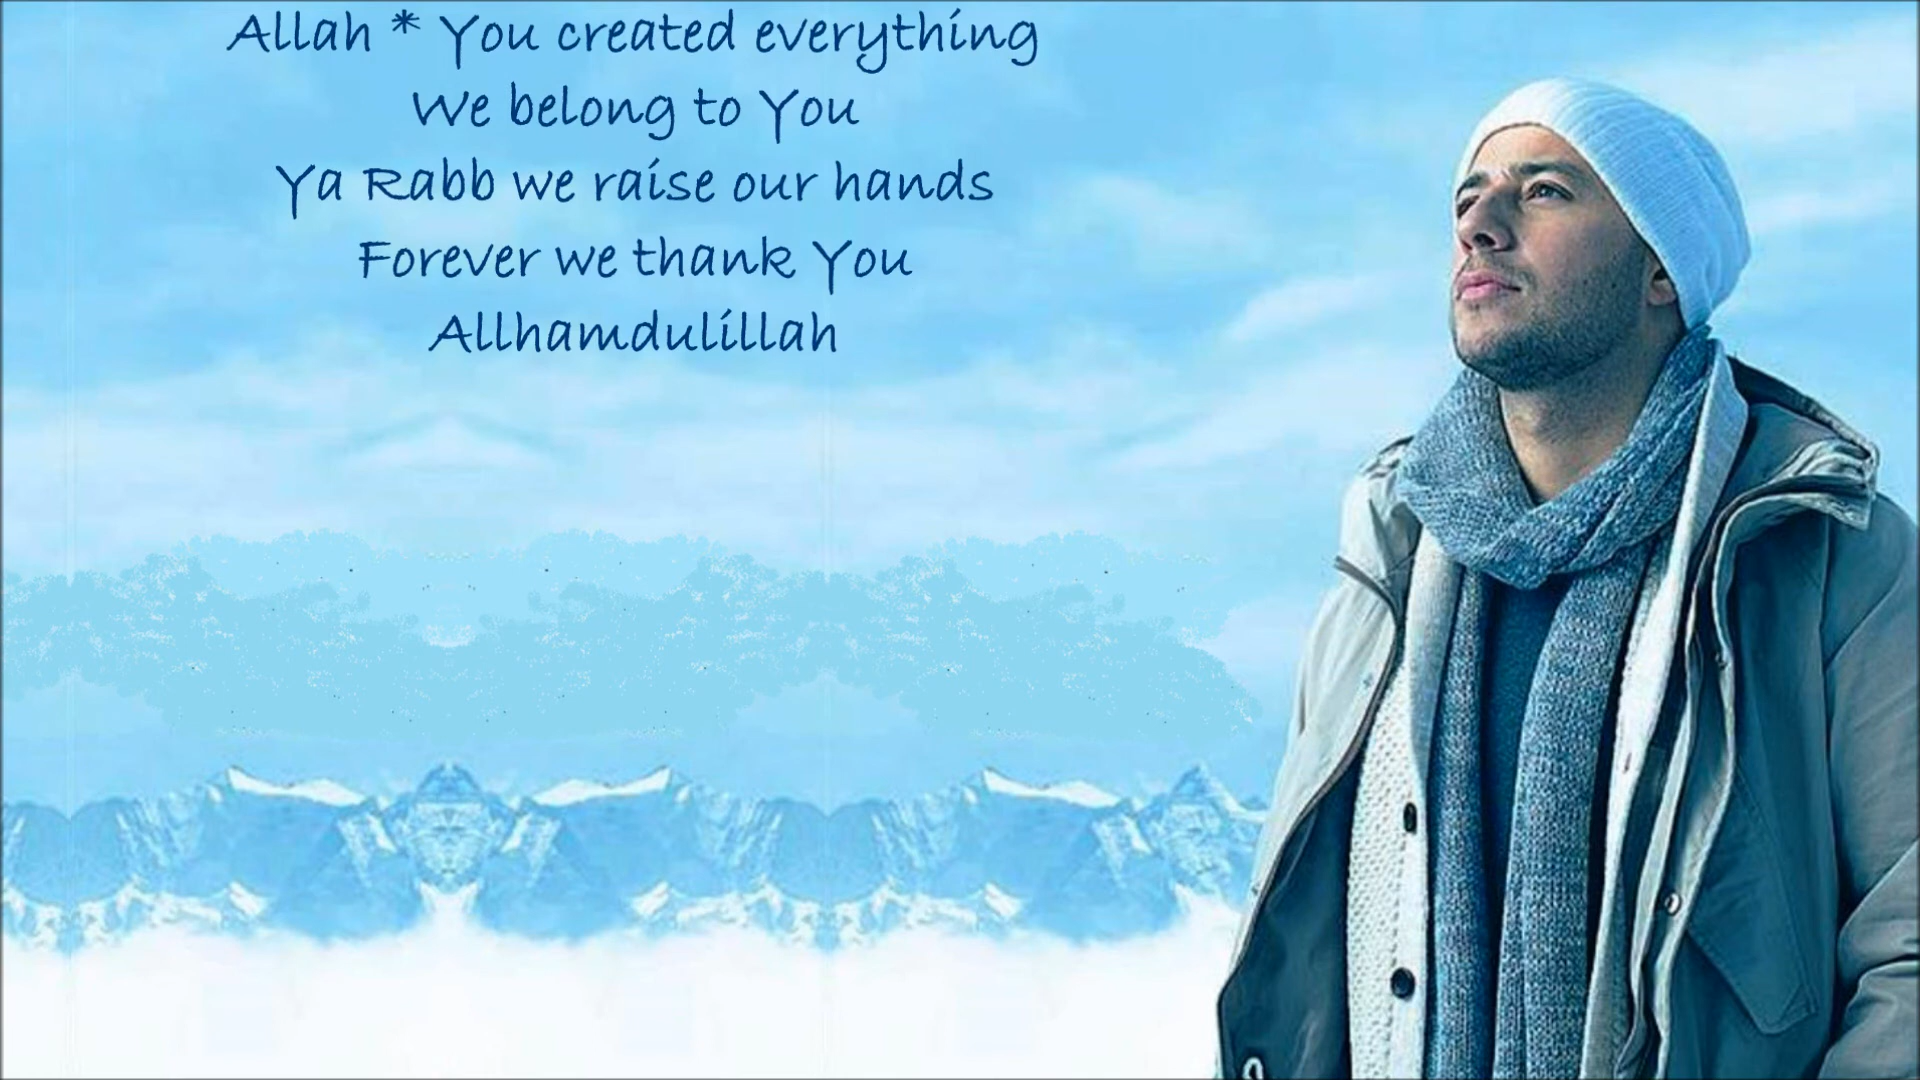 Allah * You created everything
We belong to You
Ya Rabb we raise our hands
Forever we thank You
Allhamdulillah